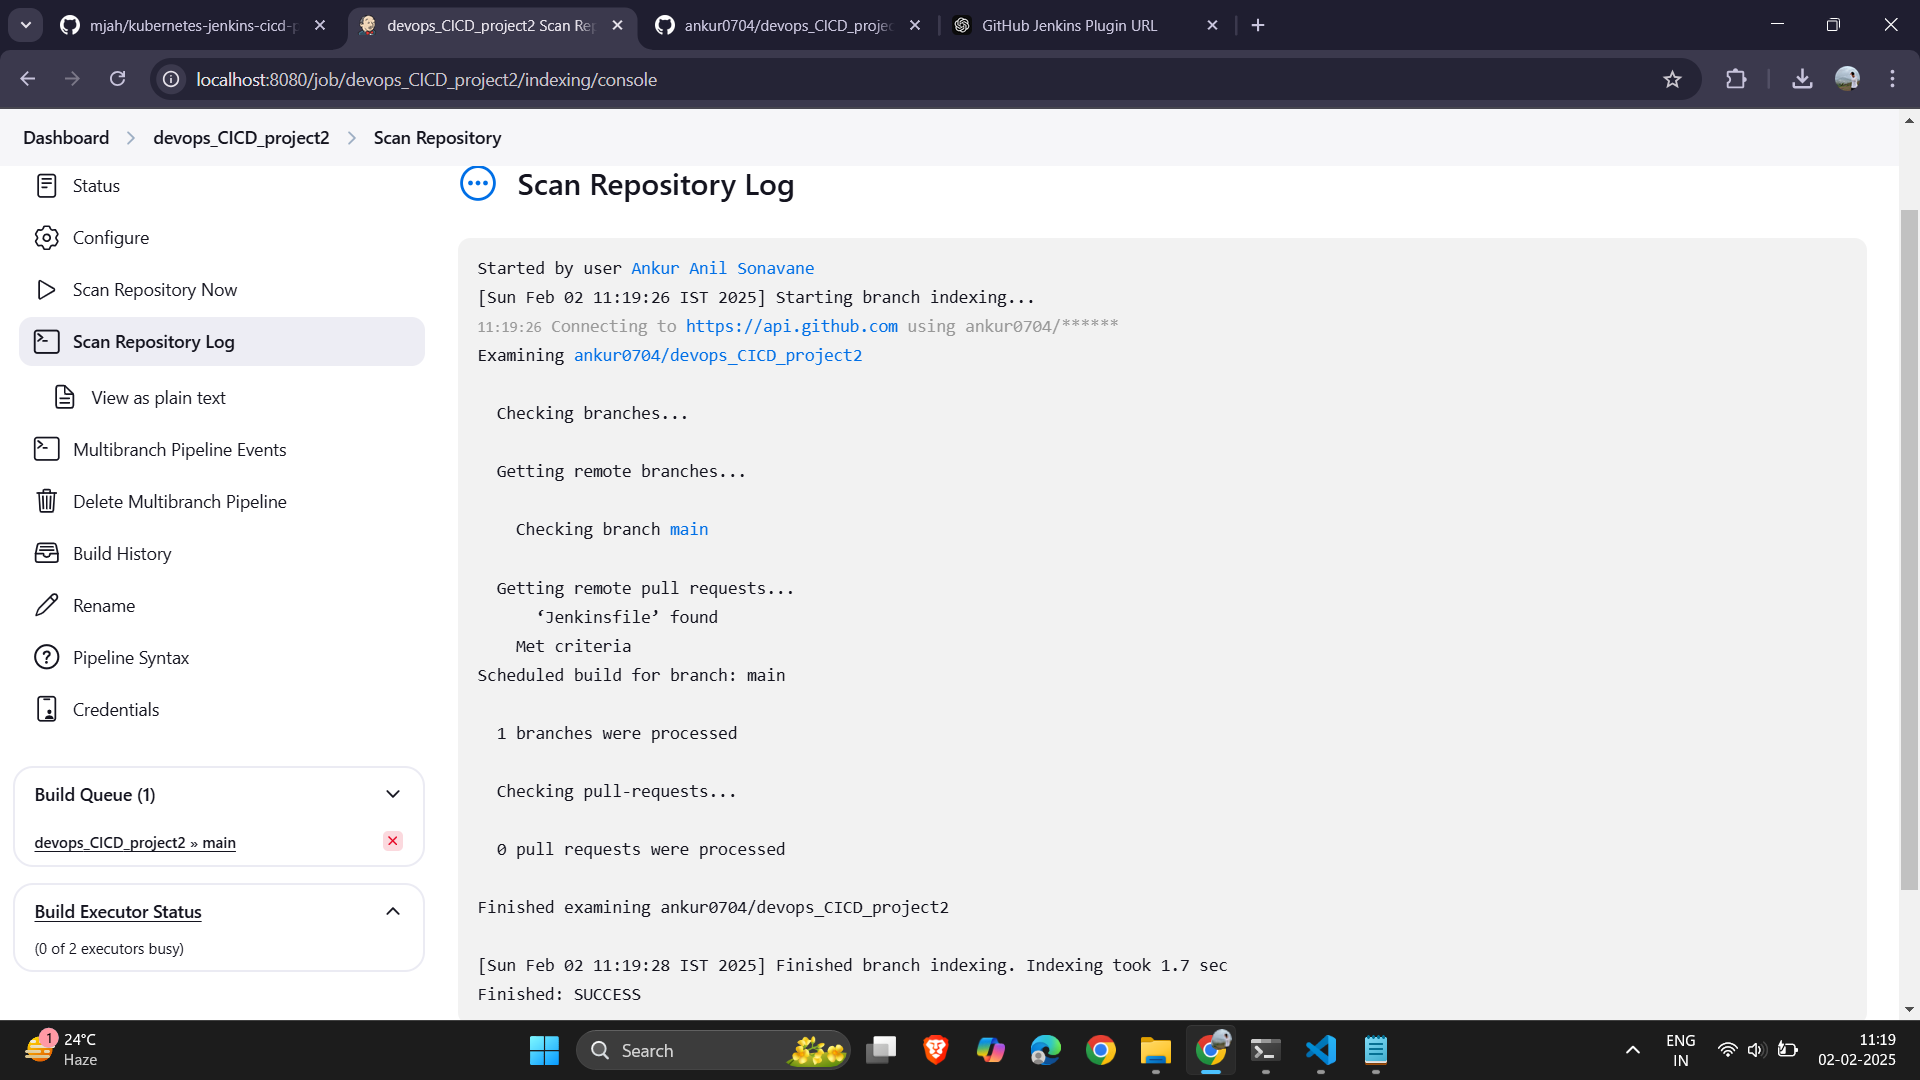 mjah/kubernetes-jenkins-cicd-p
devops_CICD_project2 Scan Rep
ankur0704/devops_CICD_projec
GitHub Jenkins Plugin URL
localhost:8080/job/devops_CICD_project2/indexing/console
Dashboard
devops_CICD_project2
Scan Repository
Status
Configure
Scan Repository Now
Scan Repository Log
View as plain text
Multibranch Pipeline Events
Delete Multibranch Pipeline
Build History
Rename
Pipeline Syntax
Credentials
Build Queue (1)
devops_CICD_project2 » main
Build Executor Status
(0 of 2 executors busy)
Scan Repository Log
Started by user Ankur Anil Sonavane
[Sun Feb 02 11:19:26 IST 2025] Starting branch indexing...
11:19:26 Connecting to https://api.github.com using ankur0704/******
Examining ankur0704/devops_CICD_project2
Checking branches...
Getting remote branches...
Checking branch main
Getting remote pull requests...
‘Jenkinsfile’ found
Met criteria
Scheduled build for branch: main
1 branches were processed
Checking pull-requests...
0 pull requests were processed
Finished examining ankur0704/devops_CICD_project2
[Sun Feb 02 11:19:28 IST 2025] Finished branch indexing. Indexing took 1.7 sec
Finished: SUCCESS
1
24°C
Haze
Search
ENG
IN
11:19
02-02-2025